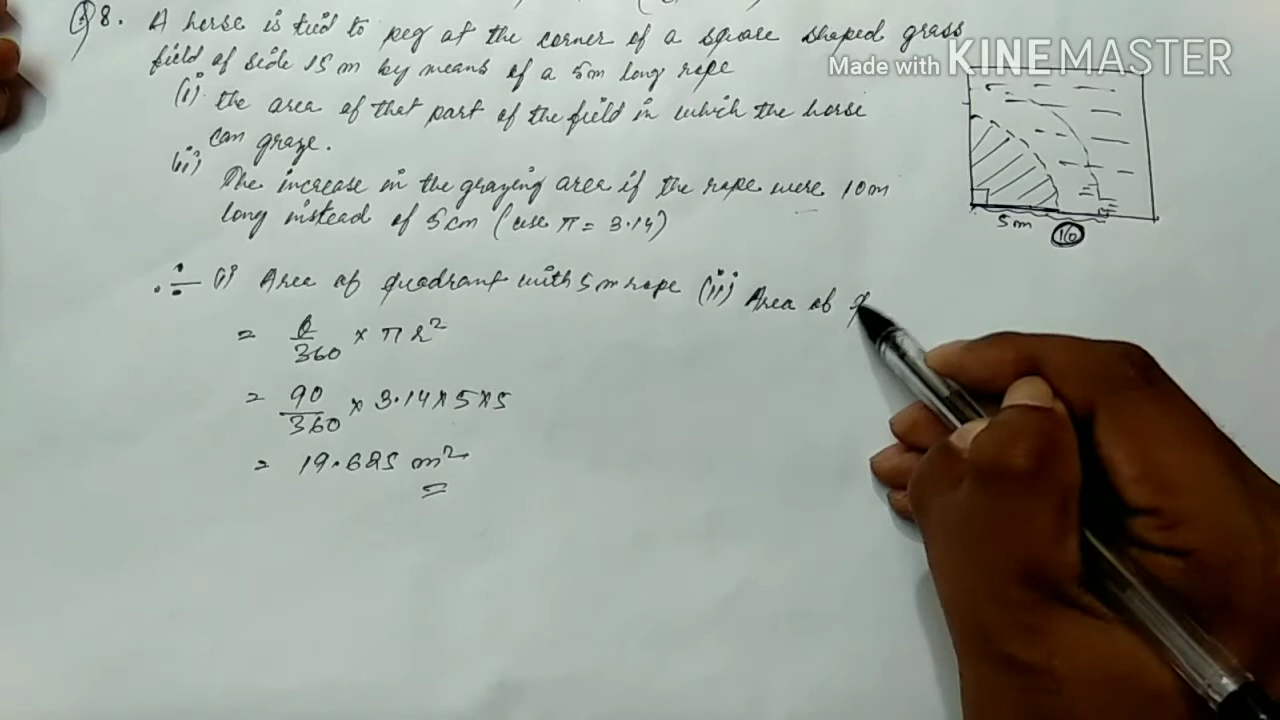 Q 8. A horse is tied to peg at the corner of a square shaped grass
field of side 15 m by means of a 5m long rope
Made with KINEMASTER
(i). the area of that part of the field in which the horse
can graze.
(ii) The increase in the grazing area if the rope were 10m
long instead of 5cm (use π = 3.14)
5m 10
(i) Area of quadrant with 5m rope (ii) Area of
= θ/360 × πr²
= 90/360 × 3.14×5×5
= 19.625 m²